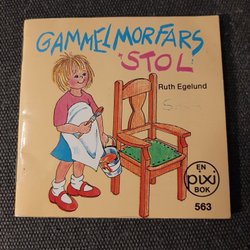 GAMMELMORFARS
STOL
Ruth Egelund
EN
pixi
BOK
563